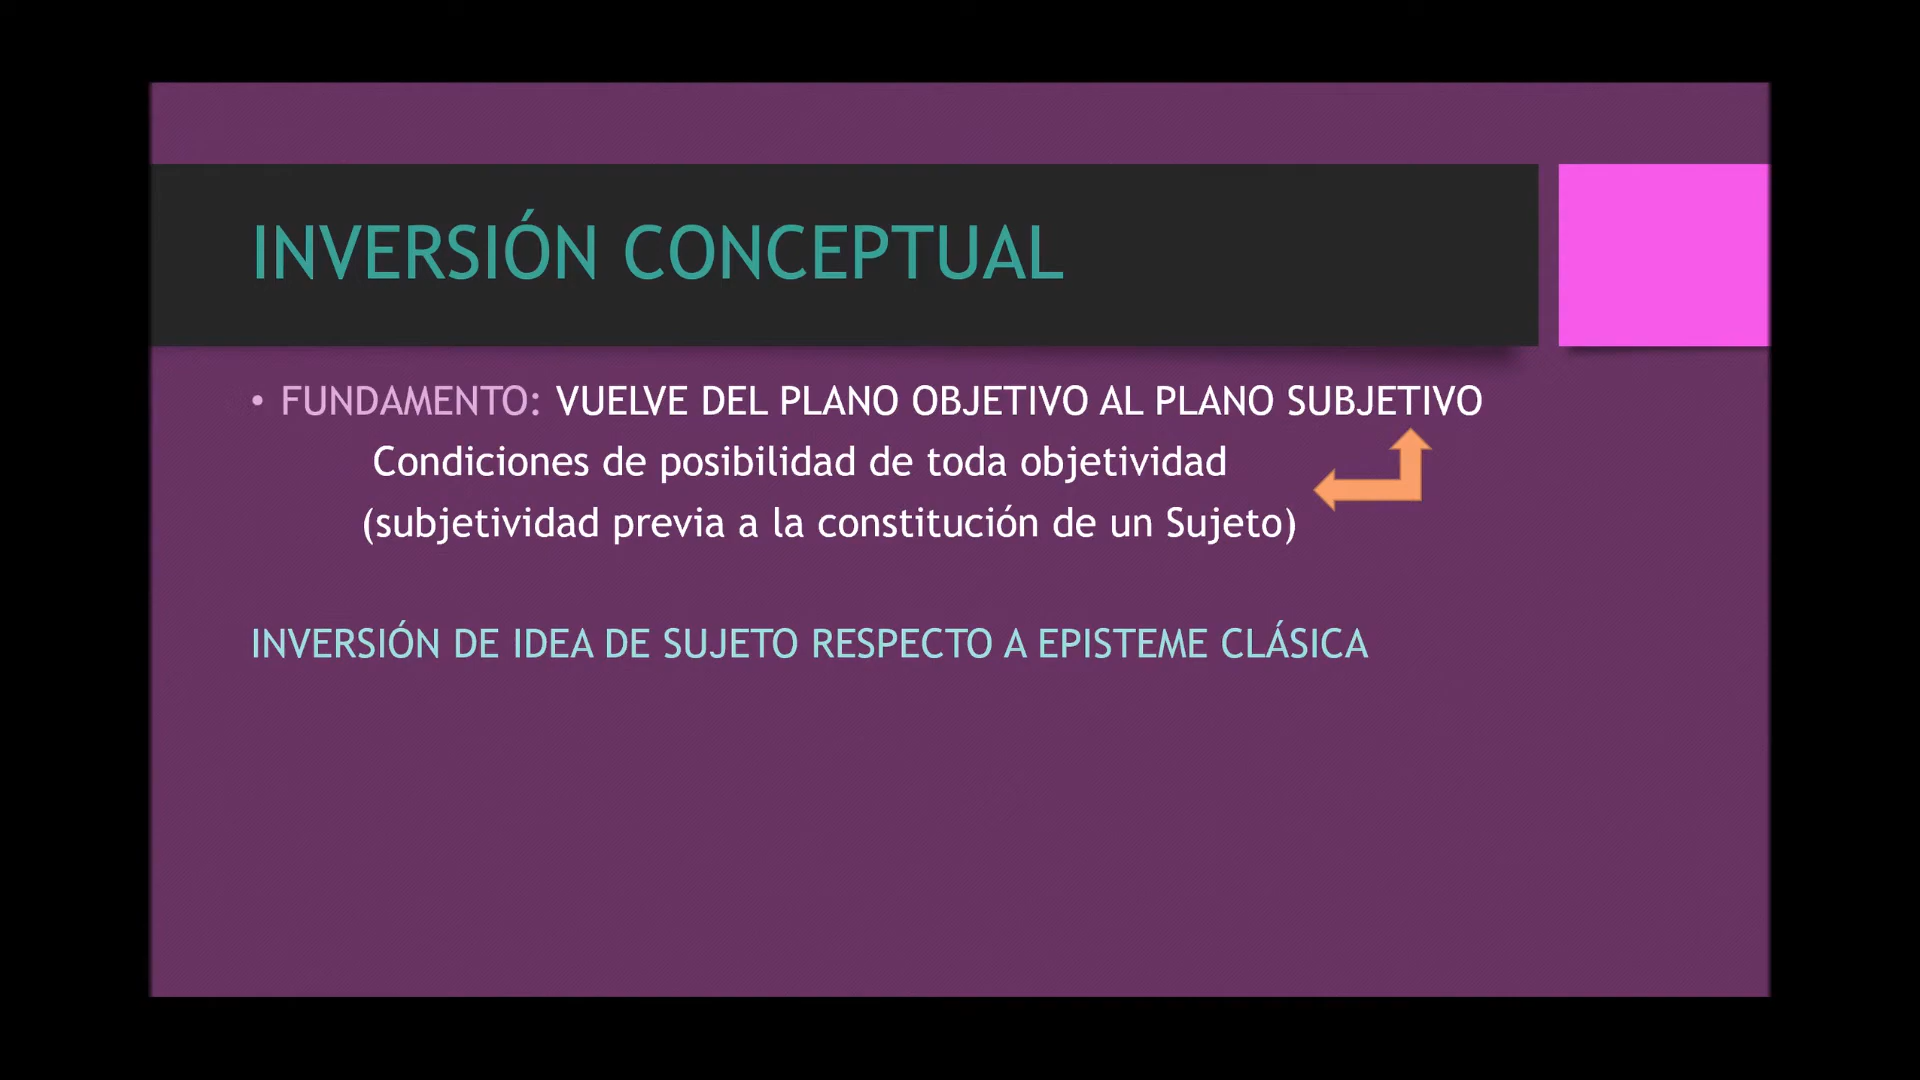 INVERSIÓN CONCEPTUAL
• FUNDAMENTO: VUELVE DEL PLANO OBJETIVO AL PLANO SUBJETIVO
Condiciones de posibilidad de toda objetividad
(subjetividad previa a la constitución de un Sujeto)
INVERSIÓN DE IDEA DE SUJETO RESPECTO A EPISTEME CLÁSICA